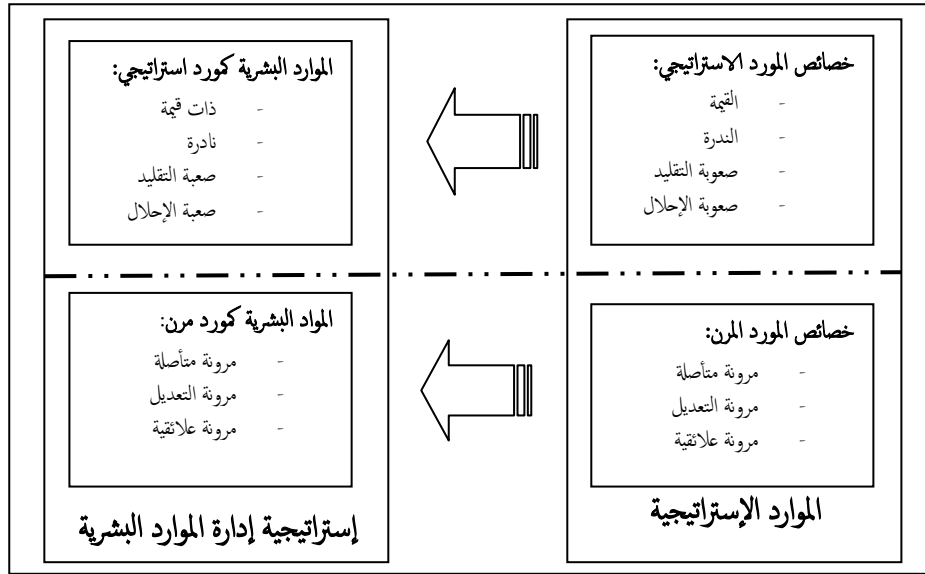 خصائص المورد الاستراتيجي:
- القيمة
- الندرة
- صعوبة التقليد
- صعوبة الإحلال
الموارد البشرية كمورد استراتيجي:
- ذات قيمة
- نادرة
- صعبة التقليد
- صعبة الإحلال
خصائص المورد المرن:
- مرونة متأصلة
- مرونة التعديل
- مرونة علائقية
الموارد الإستراتيجية
المواد البشرية كمورد مرن:
- مرونة متأصلة
- مرونة التعديل
- مرونة علائقية
إستراتيجية إدارة الموارد البشرية